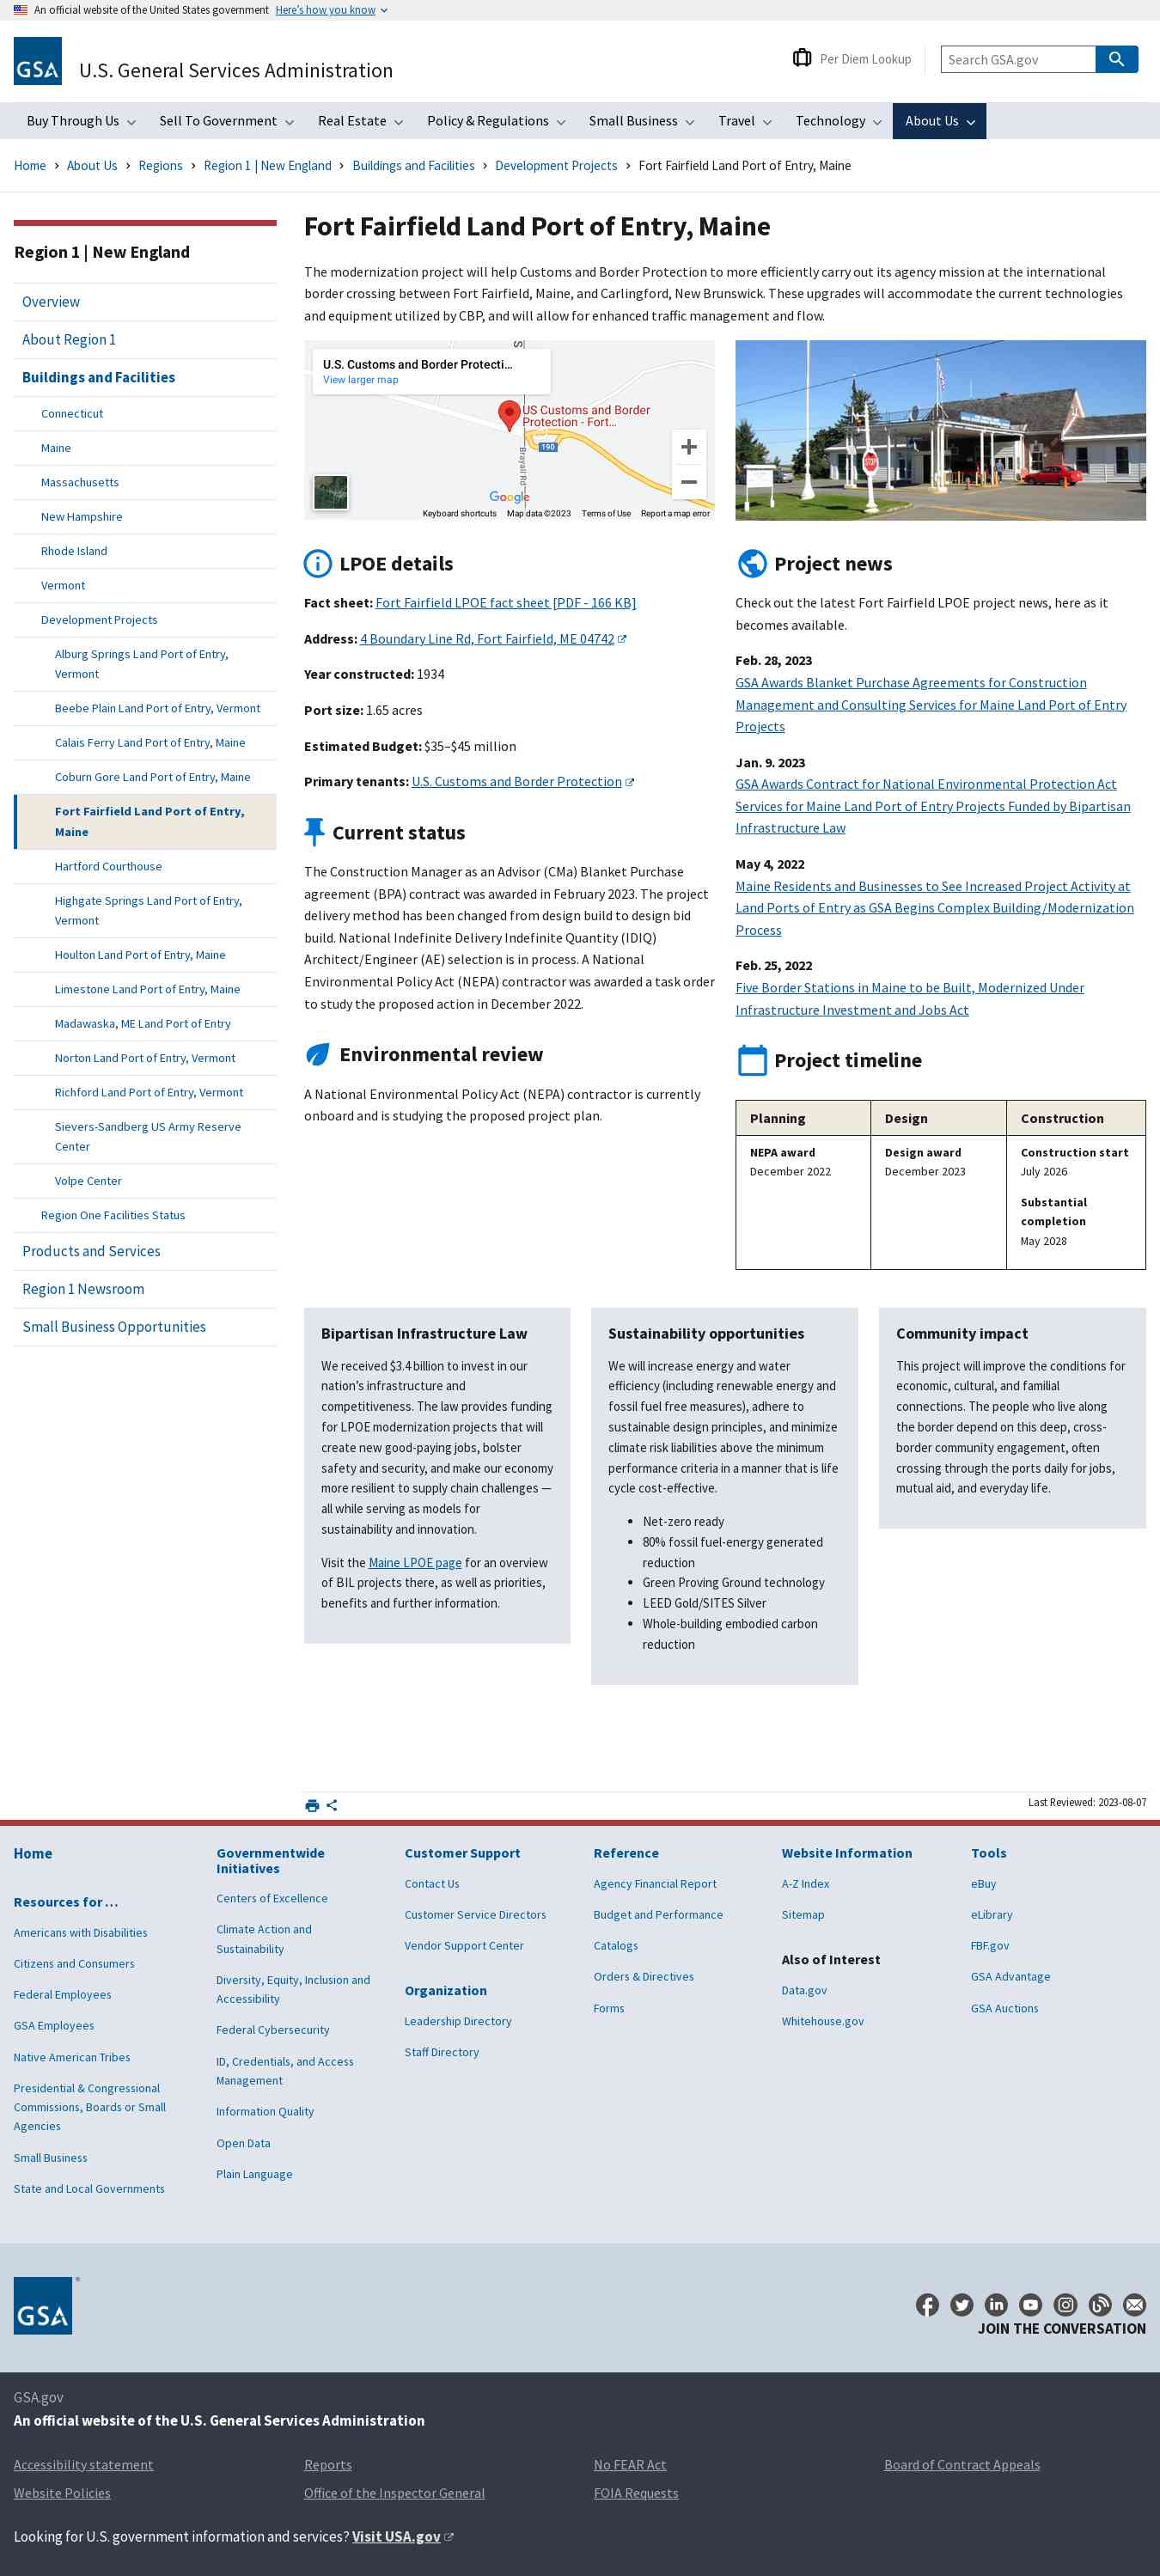 An official website of the United States government Here's how you know
GSA
U.S. General Services Administration
Per Diem Lookup
Search GSA.gov
Buy Through Us Sell To Government Real Estate Policy & Regulations Small Business Travel Technology About Us
Home > About Us > Regions > Region 1 | New England > Buildings and Facilities > Development Projects > Fort Fairfield Land Port of Entry, Maine
Region 1 | New England
Overview
About Region 1
Buildings and Facilities
Connecticut
Maine
Massachusetts
New Hampshire
Rhode Island
Vermont
Development Projects
Alburg Springs Land Port of Entry,
Vermont
Beebe Plain Land Port of Entry, Vermont
Calais Ferry Land Port of Entry, Maine
Coburn Gore Land Port of Entry, Maine
Fort Fairfield Land Port of Entry,
Maine
Hartford Courthouse
Highgate Springs Land Port of Entry,
Vermont
Houlton Land Port of Entry, Maine
Limestone Land Port of Entry, Maine
Madawaska, ME Land Port of Entry
Norton Land Port of Entry, Vermont
Richford Land Port of Entry, Vermont
Sievers-Sandberg US Army Reserve
Center
Volpe Center
Region One Facilities Status
Products and Services
Region 1 Newsroom
Small Business Opportunities
Fort Fairfield Land Port of Entry, Maine
The modernization project will help Customs and Border Protection to more efficiently carry out its agency mission at the international
border crossing between Fort Fairfield, Maine, and Carlingford, New Brunswick. These upgrades will accommodate the current technologies
and equipment utilized by CBP, and will allow for enhanced traffic management and flow.
U.S. Customs and Border Protecti...
View larger map
US Customs and Border
Protection - Fort...
190
Brayall Rd
Google
Keyboard shortcuts Map data ©2023 Terms of Use Report a map error
STOP
LPOE details
Fact sheet: Fort Fairfield LPOE fact sheet [PDF - 166 KB]
Address: 4 Boundary Line Rd, Fort Fairfield, ME 04742
Year constructed: 1934
Port size: 1.65 acres
Estimated Budget: $35–$45 million
Primary tenants: U.S. Customs and Border Protection
Current status
The Construction Manager as an Advisor (CMa) Blanket Purchase
agreement (BPA) contract was awarded in February 2023. The project
delivery method has been changed from design build to design bid
build. National Indefinite Delivery Indefinite Quantity (IDIQ)
Architect/Engineer (AE) selection is in process. A National
Environmental Policy Act (NEPA) contractor was awarded a task order
to study the proposed action in December 2022.
Environmental review
A National Environmental Policy Act (NEPA) contractor is currently
onboard and is studying the proposed project plan.
Project news
Check out the latest Fort Fairfield LPOE project news, here as it
becomes available.
Feb. 28, 2023
GSA Awards Blanket Purchase Agreements for Construction
Management and Consulting Services for Maine Land Port of Entry
Projects
Jan. 9. 2023
GSA Awards Contract for National Environmental Protection Act
Services for Maine Land Port of Entry Projects Funded by Bipartisan
Infrastructure Law
May 4, 2022
Maine Residents and Businesses to See Increased Project Activity at
Land Ports of Entry as GSA Begins Complex Building/Modernization
Process
Feb. 25, 2022
Five Border Stations in Maine to be Built, Modernized Under
Infrastructure Investment and Jobs Act
Project timeline
Planning Design Construction
NEPA award
December 2022
Design award
December 2023
Construction start
July 2026
Substantial
completion
May 2028
Bipartisan Infrastructure Law
We received $3.4 billion to invest in our
nation's infrastructure and
competitiveness. The law provides funding
for LPOE modernization projects that will
create new good-paying jobs, bolster
safety and security, and make our economy
more resilient to supply chain challenges —
all while serving as models for
sustainability and innovation.
Visit the Maine LPOE page for an overview
of BIL projects there, as well as priorities,
benefits and further information.
Sustainability opportunities
We will increase energy and water
efficiency (including renewable energy and
fossil fuel free measures), adhere to
sustainable design principles, and minimize
climate risk liabilities above the minimum
performance criteria in a manner that is life
cycle cost-effective.
• Net-zero ready
• 80% fossil fuel-energy generated
reduction
• Green Proving Ground technology
• LEED Gold/SITES Silver
• Whole-building embodied carbon
reduction
Community impact
This project will improve the conditions for
economic, cultural, and familial
connections. The people who live along
the border depend on this deep, cross-
border community engagement, often
crossing through the ports daily for jobs,
mutual aid, and everyday life.
Last Reviewed: 2023-08-07
Home
Resources for …
Americans with Disabilities
Citizens and Consumers
Federal Employees
GSA Employees
Native American Tribes
Presidential & Congressional
Commissions, Boards or Small
Agencies
Small Business
State and Local Governments
Governmentwide
Initiatives
Centers of Excellence
Climate Action and
Sustainability
Diversity, Equity, Inclusion and
Accessibility
Federal Cybersecurity
ID, Credentials, and Access
Management
Information Quality
Open Data
Plain Language
Customer Support
Contact Us
Customer Service Directors
Vendor Support Center
Organization
Leadership Directory
Staff Directory
Reference
Agency Financial Report
Budget and Performance
Catalogs
Orders & Directives
Forms
Website Information
A-Z Index
Sitemap
Also of Interest
Data.gov
Whitehouse.gov
Tools
eBuy
eLibrary
FBF.gov
GSA Advantage
GSA Auctions
GSA ®
JOIN THE CONVERSATION
GSA.gov
An official website of the U.S. General Services Administration
Accessibility statement Reports No FEAR Act Board of Contract Appeals
Website Policies Office of the Inspector General FOIA Requests
Looking for U.S. government information and services? Visit USA.gov